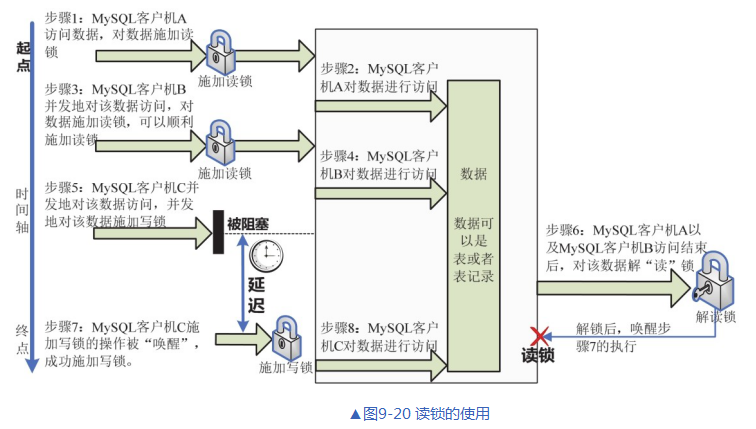 步骤1：MySQL客户机A
访问数据，对数据施加读
锁
起点
施加读锁
步骤2：MySQL客户
机A对数据进行访问
步骤3：MySQL客户机B
并发地对该数据访问，对
数据施加读锁，可以顺利
施加读锁
施加读锁
步骤4：MySQL客户
机B对数据进行访问
数据
数据可
以是
表或者
表记录
时间轴
步骤5：MySQL客户机C并
发地对该数据访问，并发
地对该数据施加写锁
被阻塞
延迟
步骤6：MySQL客户机A以
及MySQL客户机B访问结束
后，对该数据解“读”锁
解读锁
解锁后，唤醒步
骤7的执行
读锁
终点
步骤7：MySQL客户机C施
加写锁的操作被“唤醒”，
成功施加写锁。
施加写锁
步骤8：MySQL客户
机C对数据进行访问
▲图9-20 读锁的使用